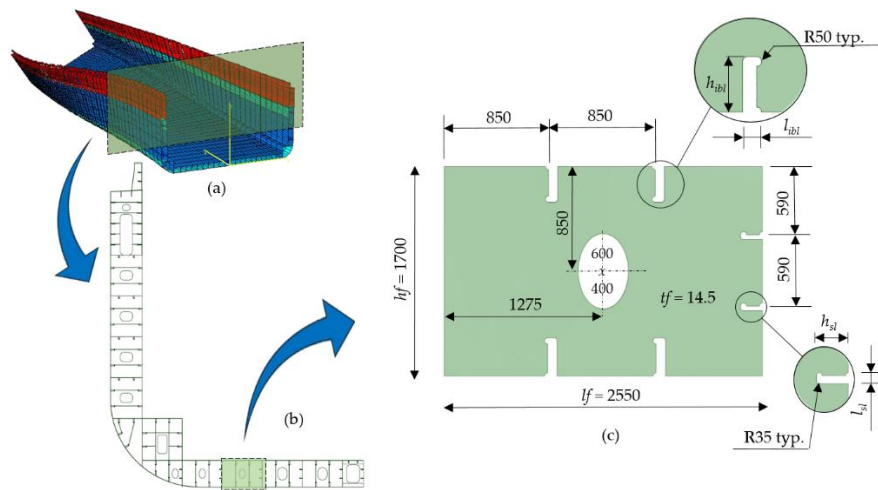 R50 typ.
h_ibl
l_ibl
850
850
(a)
850
590
hf = 1700
600
x
400
590
1275
tf = 14.5
h_sl
lf = 2550
l_sl
(b)
(c)
R35 typ.